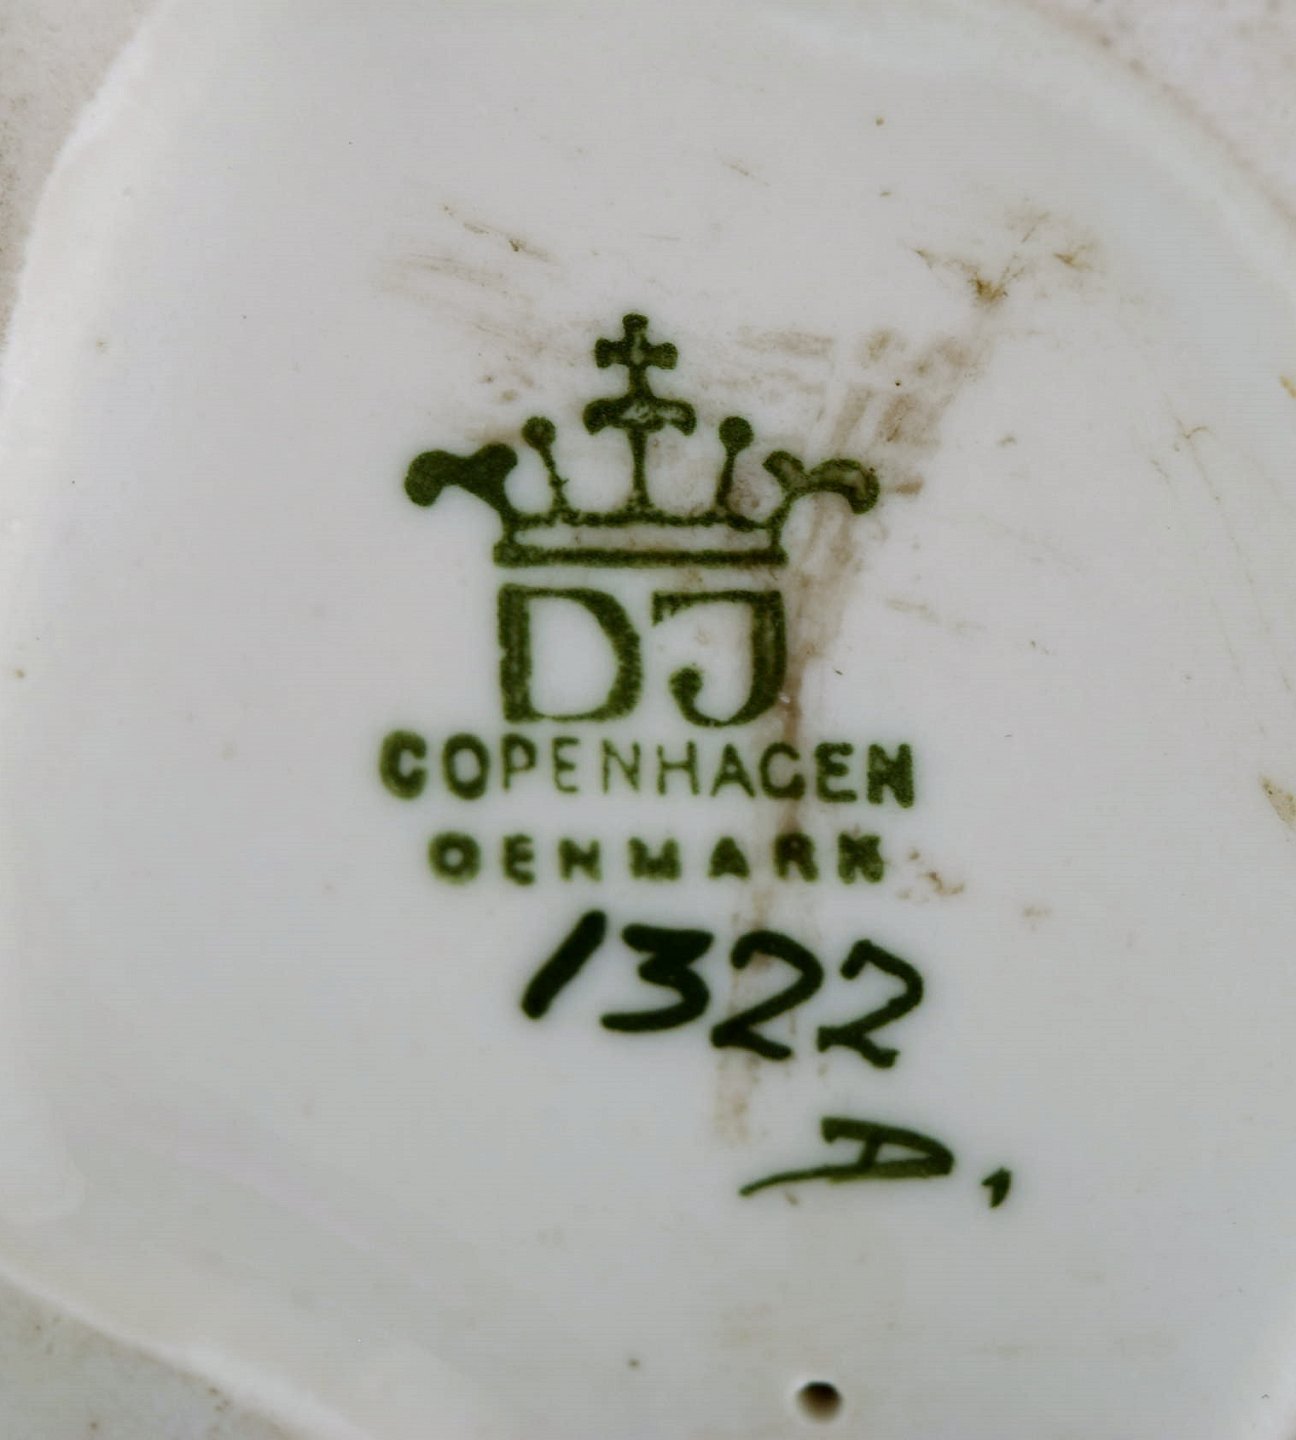 DJ
COPENHAGEN
DENMARK
1322
D.